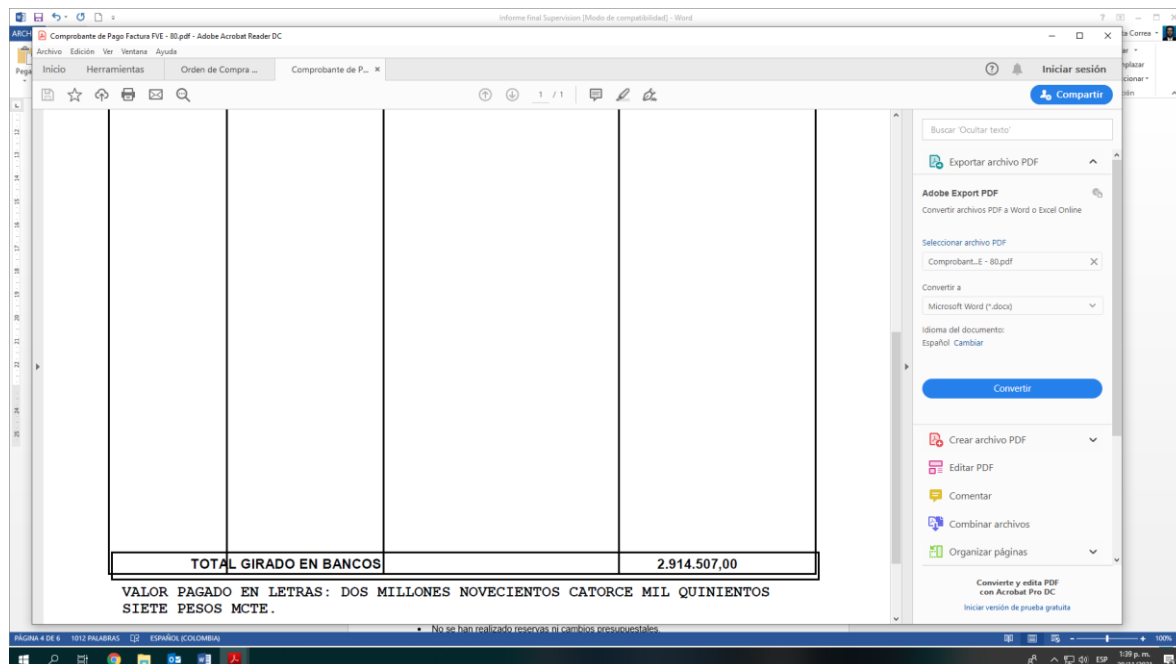 Informe final Supervision [Modo de compatibilidad] - Word
ARCH
Comprobante de Pago Factura FVE - 80.pdf - Adobe Acrobat Reader DC
ta Correa
Archivo Edición Ver Ventana Ayuda
Pega
Inicio Herramientas Orden de Compra ... Comprobante de P... × Iniciar sesión
1 / 1 Compartir
Buscar 'Ocultar texto'
Exportar archivo PDF
Adobe Export PDF
Convertir archivos PDF a Word o Excel Online
Seleccionar archivo PDF
Comprobant...E - 80.pdf
Convertir a
Microsoft Word (*.docx)
Idioma del documento:
Español Cambiar
Convertir
Crear archivo PDF
Editar PDF
Comentar
Combinar archivos
Organizar páginas
Convierte y edita PDF
con Acrobat Pro DC
Iniciar versión de prueba gratuita
TOTAL GIRADO EN BANCOS 2.914.507,00
VALOR PAGADO EN LETRAS: DOS MILLONES NOVECIENTOS CATORCE MIL QUINIENTOS
SIETE PESOS MCTE.
• No se han realizado reservas ni cambios presupuestales.
PÁGINA 4 DE 6 1012 PALABRAS ESPAÑOL (COLOMBIA) 100%
ESP 1:39 p. m.